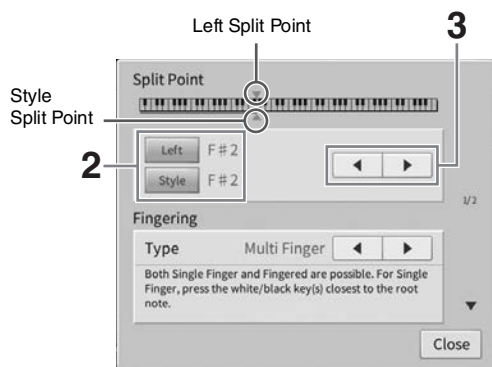 Left Split Point
3
Split Point
Style
Split Point
2
Left F#2
Style F#2
1/2
Fingering
Type Multi Finger
Both Single Finger and Fingered are possible. For Single
Finger, press the white/black key(s) closest to the root
note.
Close